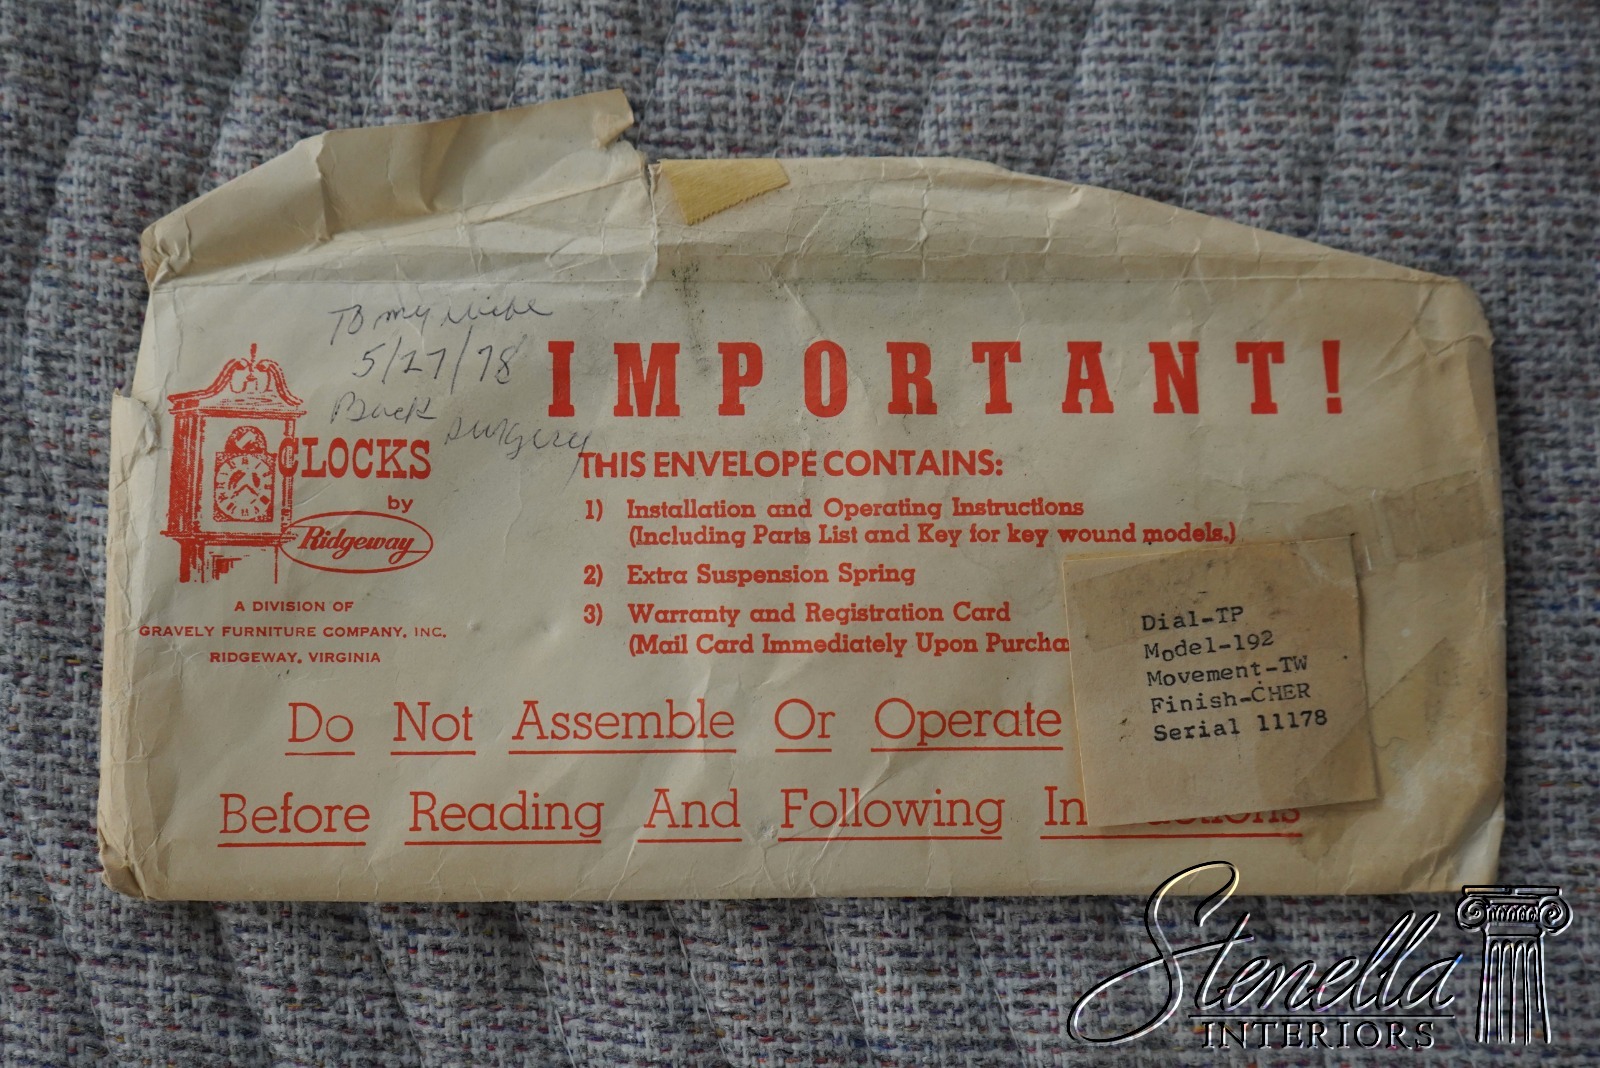 To my wife
5/27/78
Back surgery
IMPORTANT!
CLOCKS
by
Ridgeway
A DIVISION OF
GRAVELY FURNITURE COMPANY, INC.
RIDGEWAY, VIRGINIA
THIS ENVELOPE CONTAINS:
1) Installation and Operating Instructions
(Including Parts List and Key for key wound models.)
2) Extra Suspension Spring
3) Warranty and Registration Card
(Mail Card Immediately Upon Purcha
Dial-TP
Model-192
Movement-TW
Finish-CHER
Serial 11178
Do Not Assemble Or Operate
Before Reading And Following In ctions
Stenella
INTERIORS